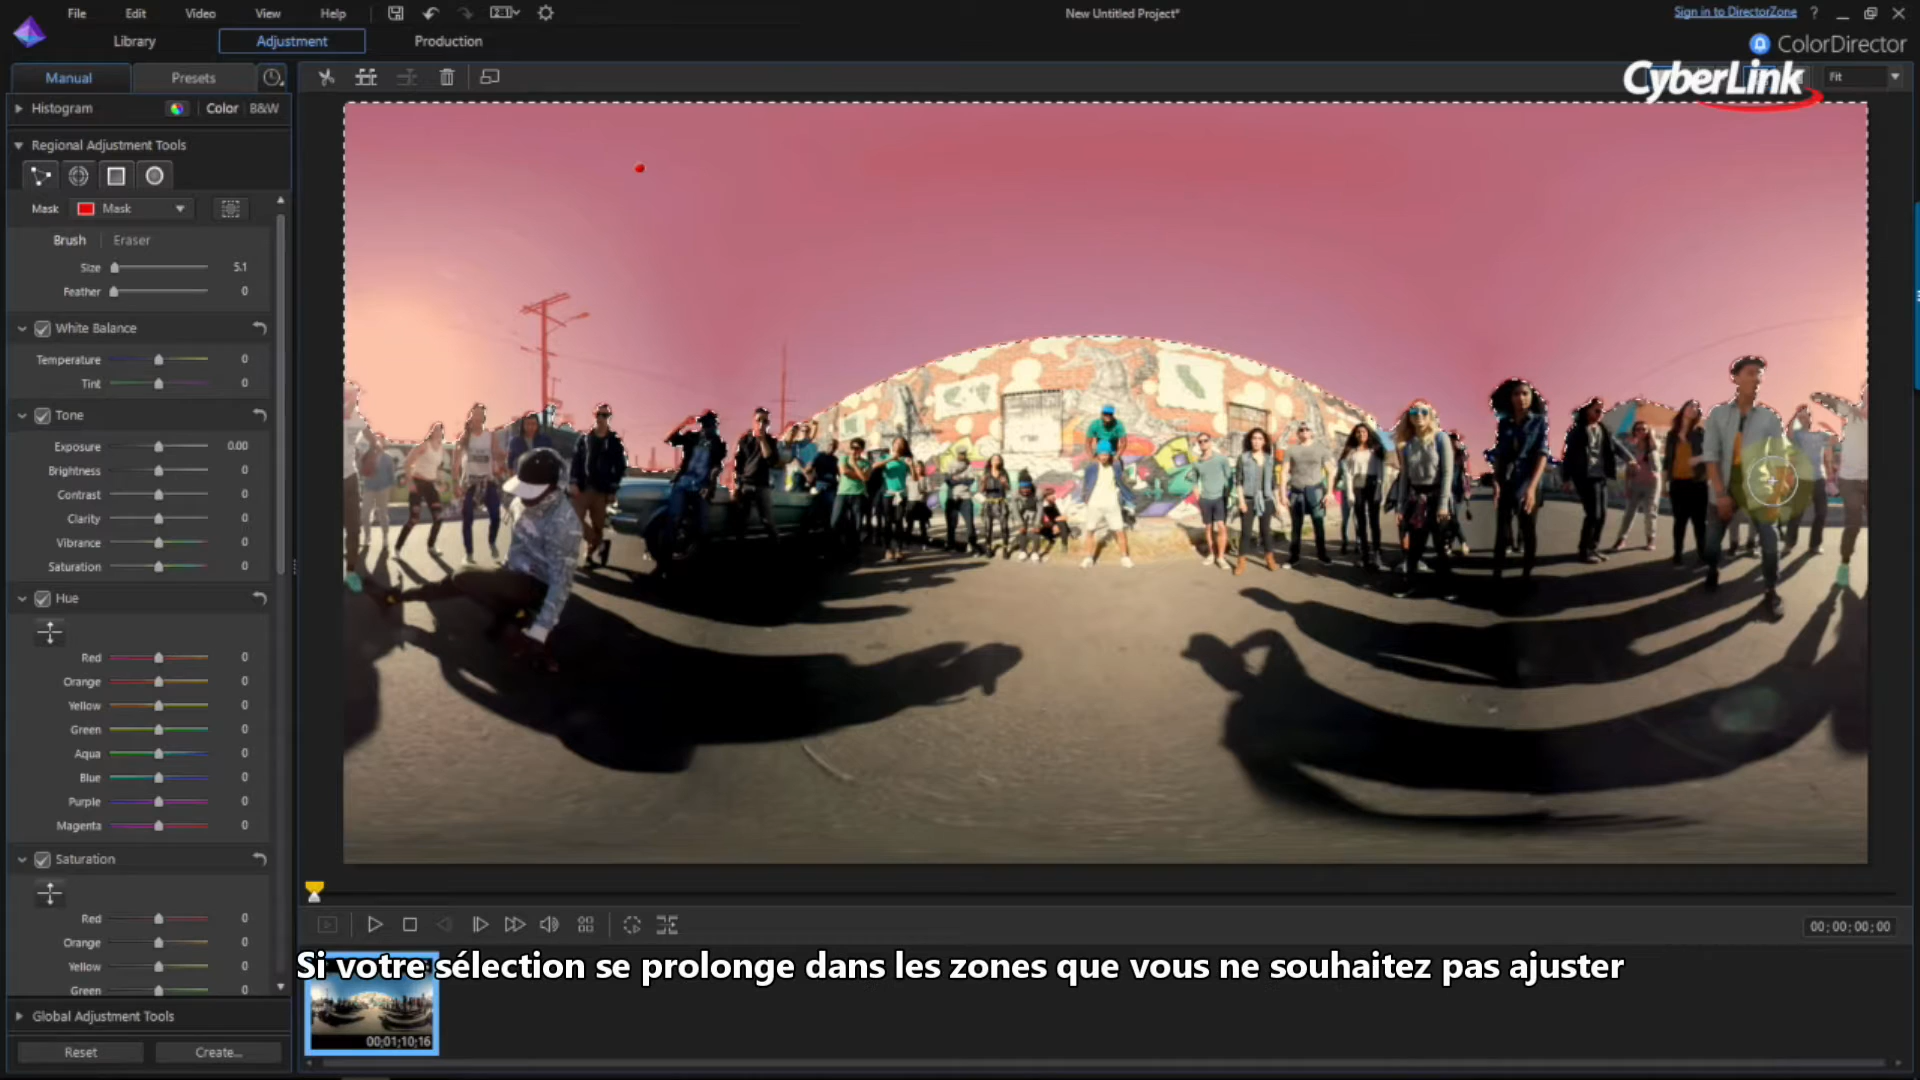 File Edit Video View Help
2:1
New Untitled Project*
Sign in to DirectorZone ?
Library Adjustment Production
ColorDirector
Manual Presets
CyberLink
Fit
Histogram Color B&W
Regional Adjustment Tools
Mask Mask
Brush Eraser
Size 5.1
Feather 0
White Balance
Temperature 0
Tint 0
Tone
Exposure 0.00
Brightness 0
Contrast 0
Clarity 0
Vibrance 0
Saturation 0
Hue
Red 0
Orange 0
Yellow 0
Green 0
Aqua 0
Blue 0
Purple 0
Magenta 0
Saturation
Red 0
Orange 0
Yellow 0
Green 0
00;00;00;00
Si votre sélection se prolonge dans les zones que vous ne souhaitez pas ajuster
00;01;10;16
Global Adjustment Tools
Reset Create...